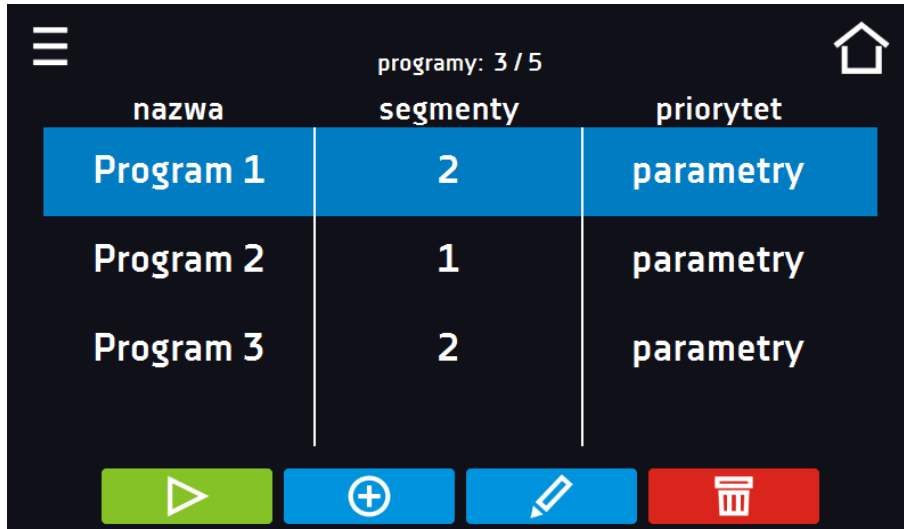 programy: 3 / 5
nazwa segmenty priorytet
Program 1 2 parametry
Program 2 1 parametry
Program 3 2 parametry